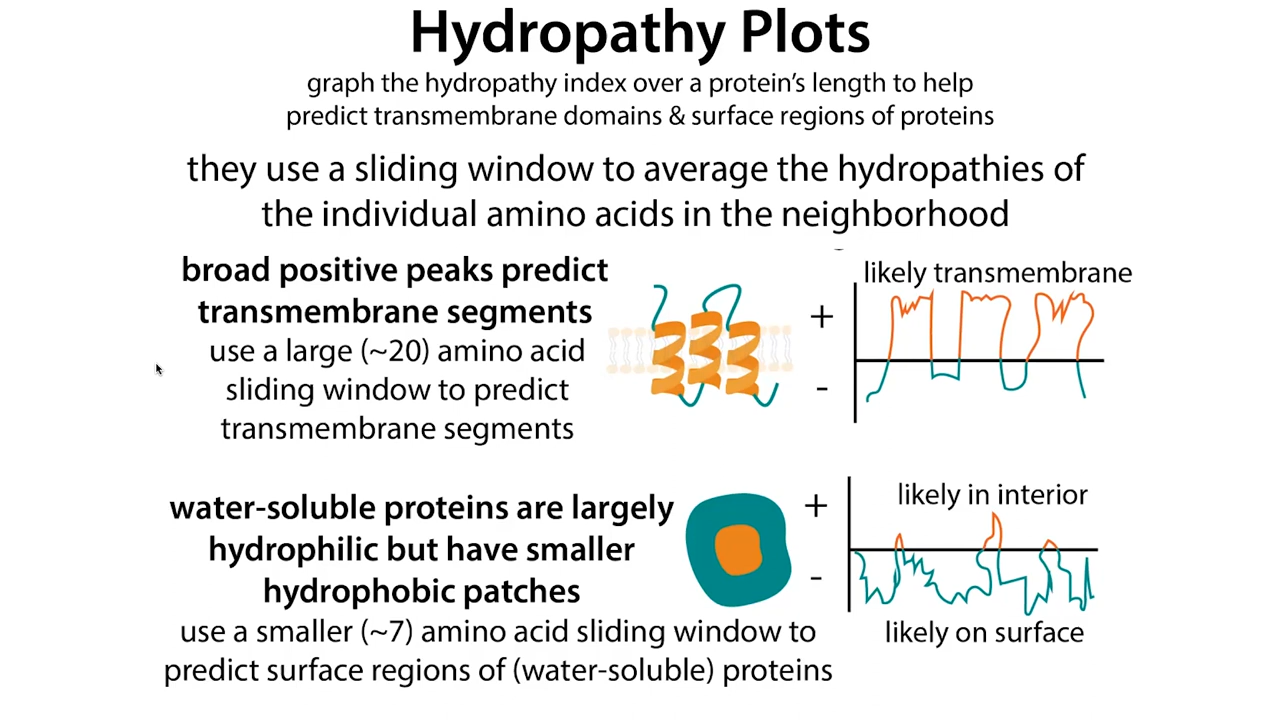 Hydropathy Plots
graph the hydropathy index over a protein's length to help
predict transmembrane domains & surface regions of proteins
they use a sliding window to average the hydropathies of
the individual amino acids in the neighborhood
broad positive peaks predict
transmembrane segments
use a large (~20) amino acid
sliding window to predict
transmembrane segments
likely transmembrane
+
-
water-soluble proteins are largely
hydrophilic but have smaller
hydrophobic patches
use a smaller (~7) amino acid sliding window to
predict surface regions of (water-soluble) proteins
+
likely in interior
-
likely on surface